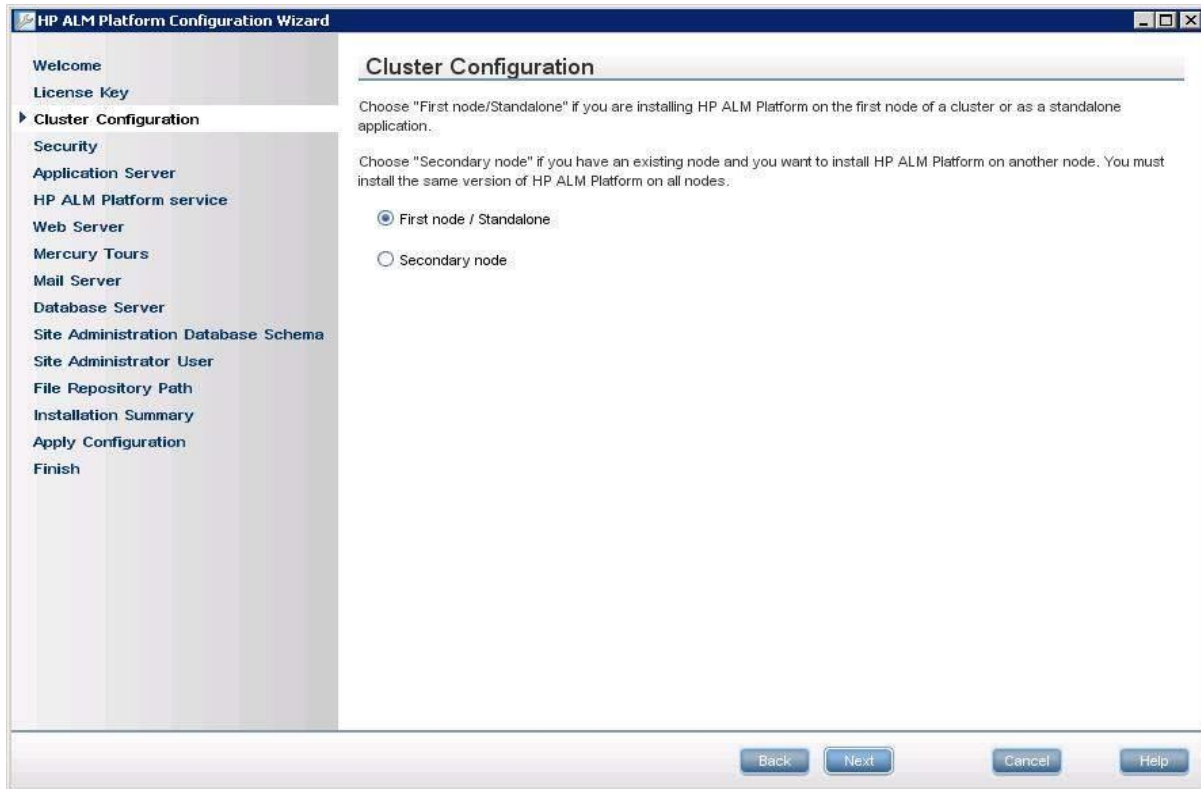 HP ALM Platform Configuration Wizard
Welcome
License Key
Cluster Configuration
Security
Application Server
HP ALM Platform service
Web Server
Mercury Tours
Mail Server
Database Server
Site Administration Database Schema
Site Administrator User
File Repository Path
Installation Summary
Apply Configuration
Finish
Cluster Configuration
Choose "First node/Standalone" if you are installing HP ALM Platform on the first node of a cluster or as a standalone
application.
Choose "Secondary node" if you have an existing node and you want to install HP ALM Platform on another node. You must
install the same version of HP ALM Platform on all nodes.
First node / Standalone
Secondary node
Back
Next
Cancel
Help